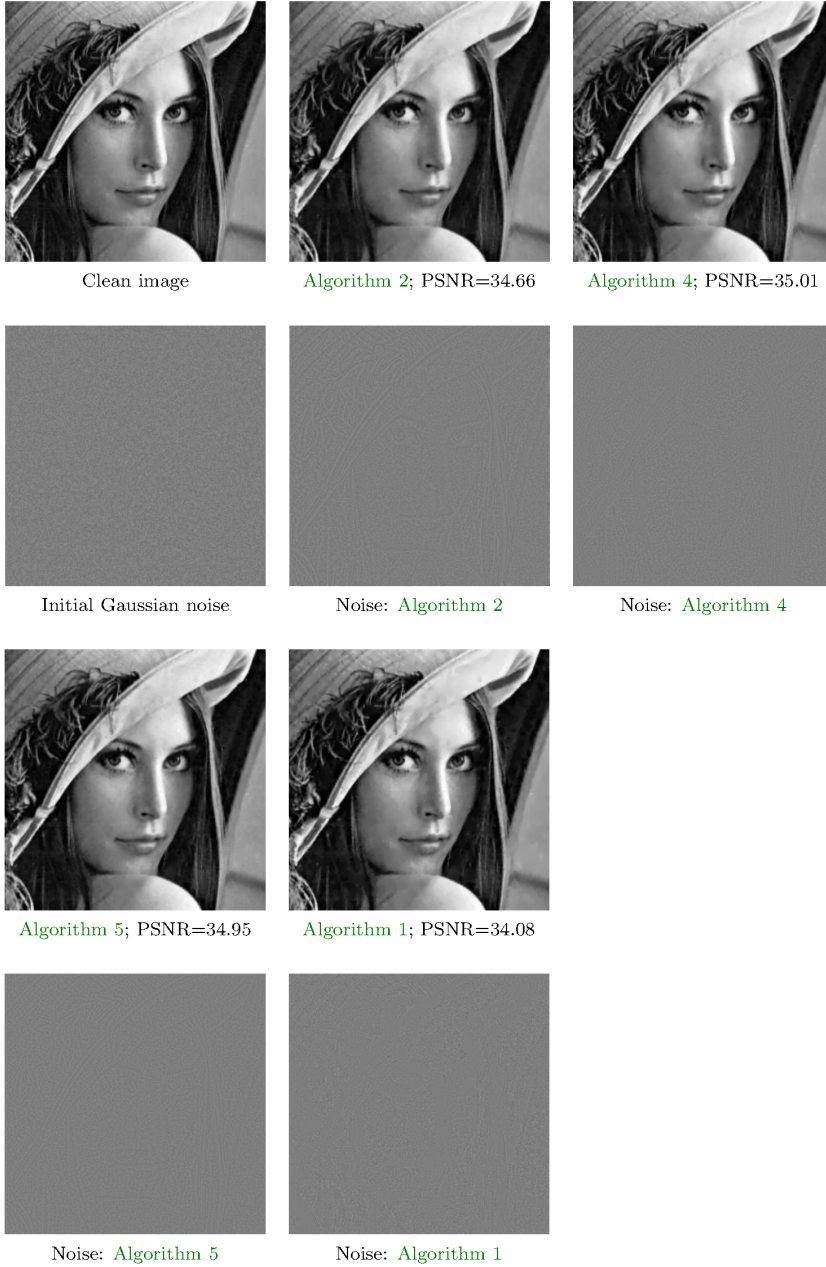 Clean image
Algorithm 2; PSNR=34.66
Algorithm 4; PSNR=35.01
Initial Gaussian noise
Noise: Algorithm 2
Noise: Algorithm 4
Algorithm 5; PSNR=34.95
Algorithm 1; PSNR=34.08
Noise: Algorithm 5
Noise: Algorithm 1